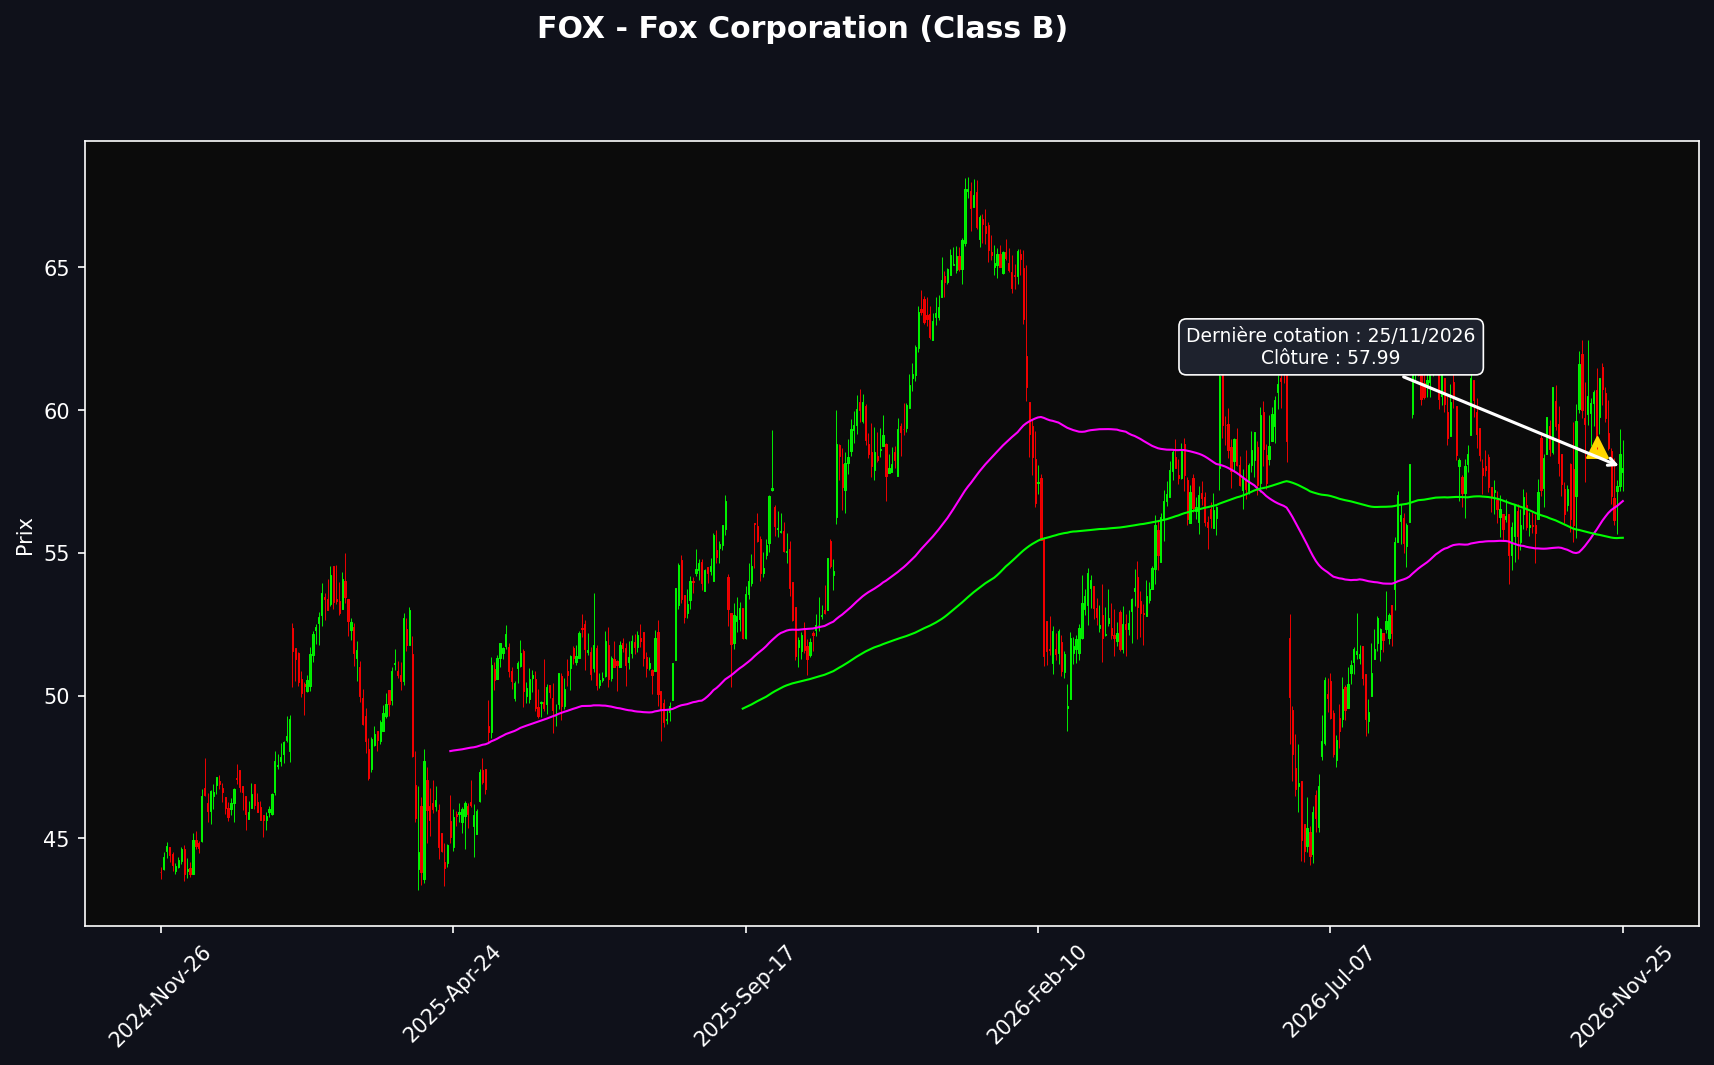 FOX - Fox Corporation (Class B)
Prix
65
60
55
50
45
Dernière cotation : 25/11/2026
Clôture : 57.99
2024-Nov-26
2025-Apr-24
2025-Sep-17
2026-Feb-10
2026-Jul-07
2026-Nov-25